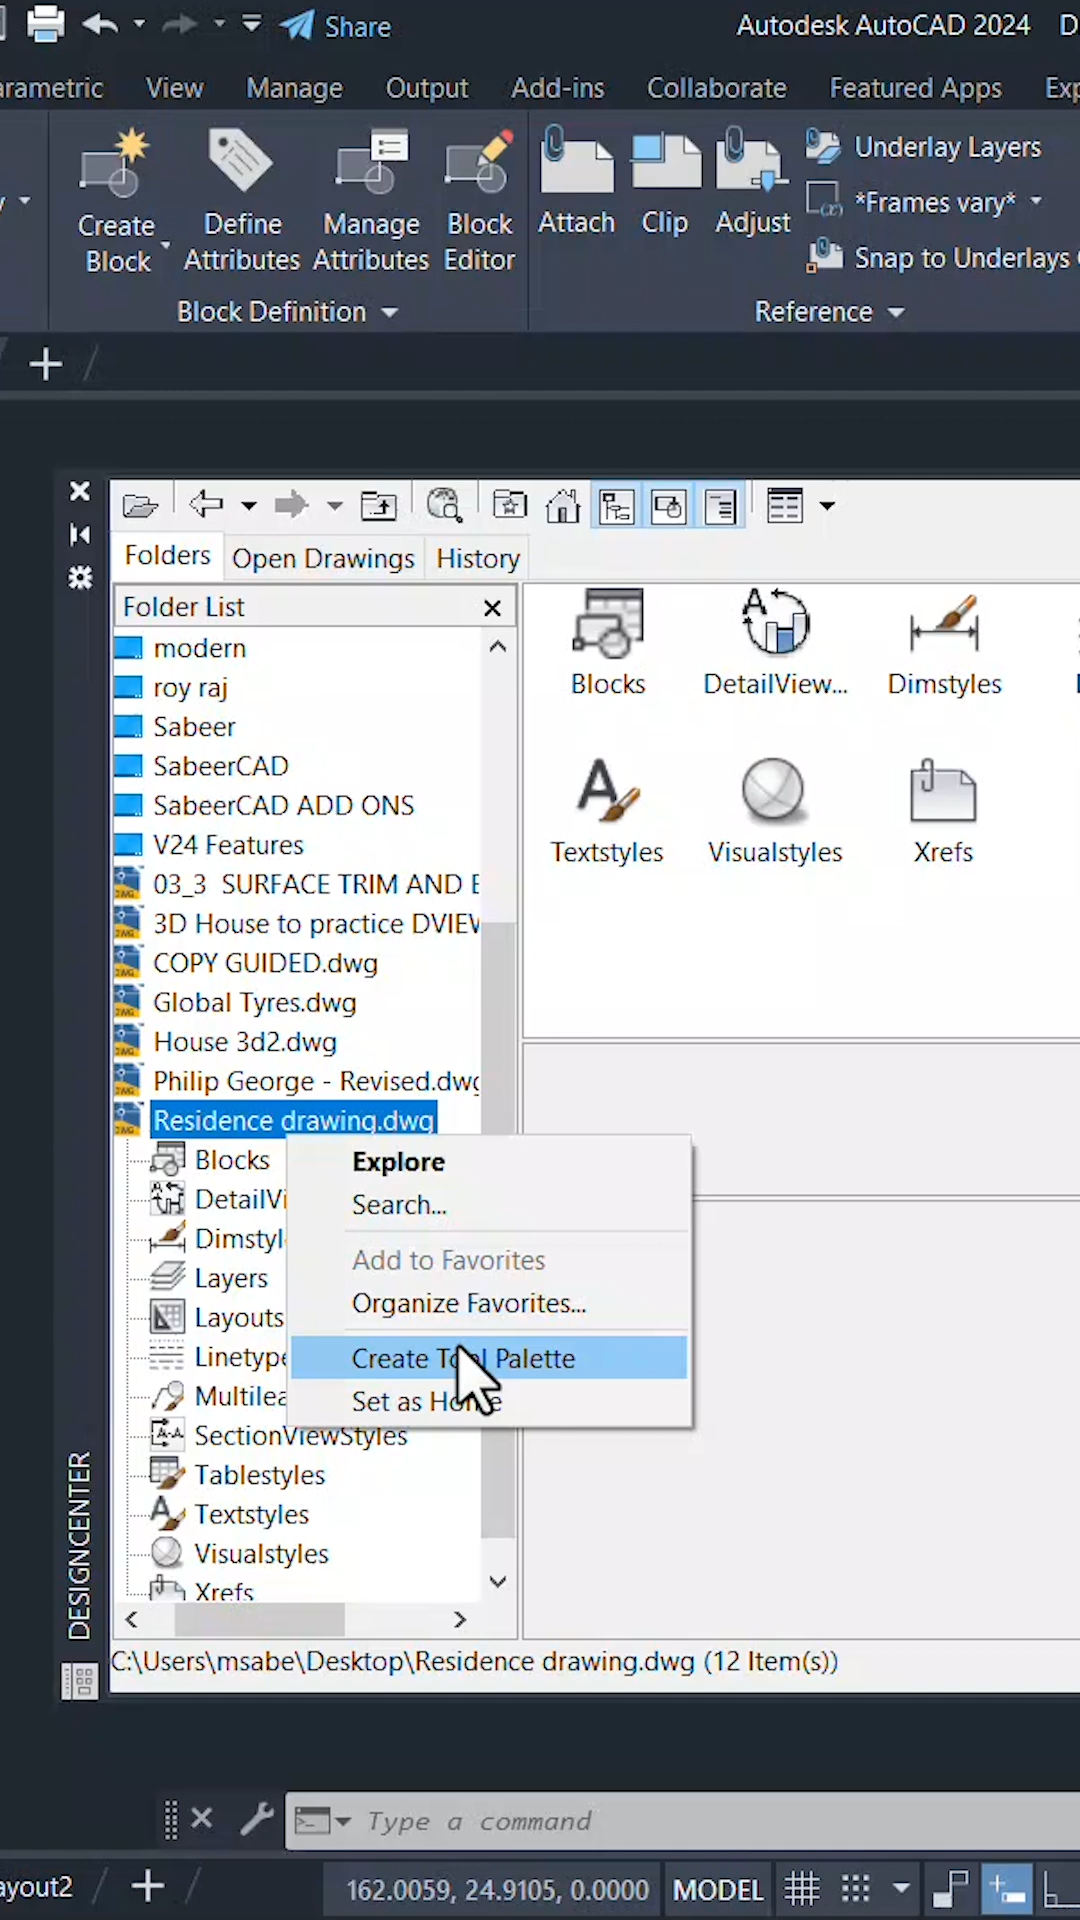 Share
Autodesk AutoCAD 2024
View
Manage
Output
Add-ins
Collaborate
Featured Apps
Create
Block
Define
Attributes
Manage
Attributes
Block
Editor
Attach
Clip
Adjust
Underlay Layers
*Frames vary*
Snap to Underlays
Block Definition
Reference
Folders
Open Drawings
History
Folder List
modern
roy raj
Sabeer
SabeerCAD
SabeerCAD ADD ONS
V24 Features
03_3 SURFACE TRIM AND
3D House to practice
COPY GUIDED.dwg
Global Tyres.dwg
House 3d2.dwg
Philip George - Revised.dwg
Residence drawing.dwg
Blocks
DetailVi
Dimstyl
Layers
Layouts
Linetype
Multilea
SectionViewStyles
Tablestyles
Textstyles
Visualstyles
Xrefs
Blocks
DetailView...
Dimstyles
Textstyles
Visualstyles
Xrefs
Explore
Search...
Add to Favorites
Organize Favorites...
Create Tool Palette
Set as Home
DESIGNCENTER
C:\Users\msabe\Desktop\Residence drawing.dwg (12 Item(s))
Type a command
ayout2
162.0059, 24.9105, 0.0000
MODEL